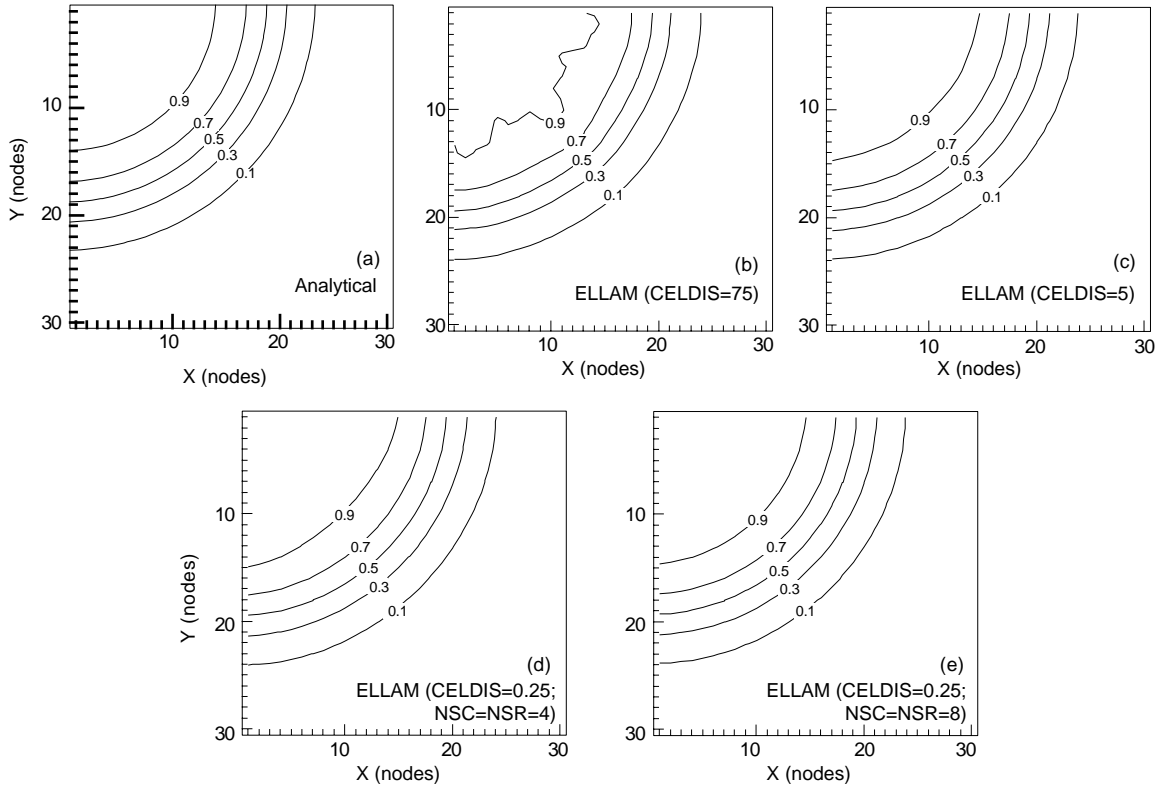 0.9
0.7
0.5
0.3
0.1
10
20
30
Y (nodes)
(a)
Analytical
10
20
30
X (nodes)
0.9
0.7
0.5
0.3
0.1
10
20
30
(b)
ELLAM (CELDIS=75)
10
20
30
X (nodes)
0.9
0.7
0.5
0.3
0.1
10
20
30
(c)
ELLAM (CELDIS=5)
10
20
30
X (nodes)
0.9
0.7
0.5
0.3
0.1
10
20
30
Y (nodes)
(d)
ELLAM (CELDIS=0.25;
NSC=NSR=4)
10
20
30
X (nodes)
0.9
0.7
0.5
0.3
0.1
10
20
30
(e)
ELLAM (CELDIS=0.25;
NSC=NSR=8)
10
20
30
X (nodes)